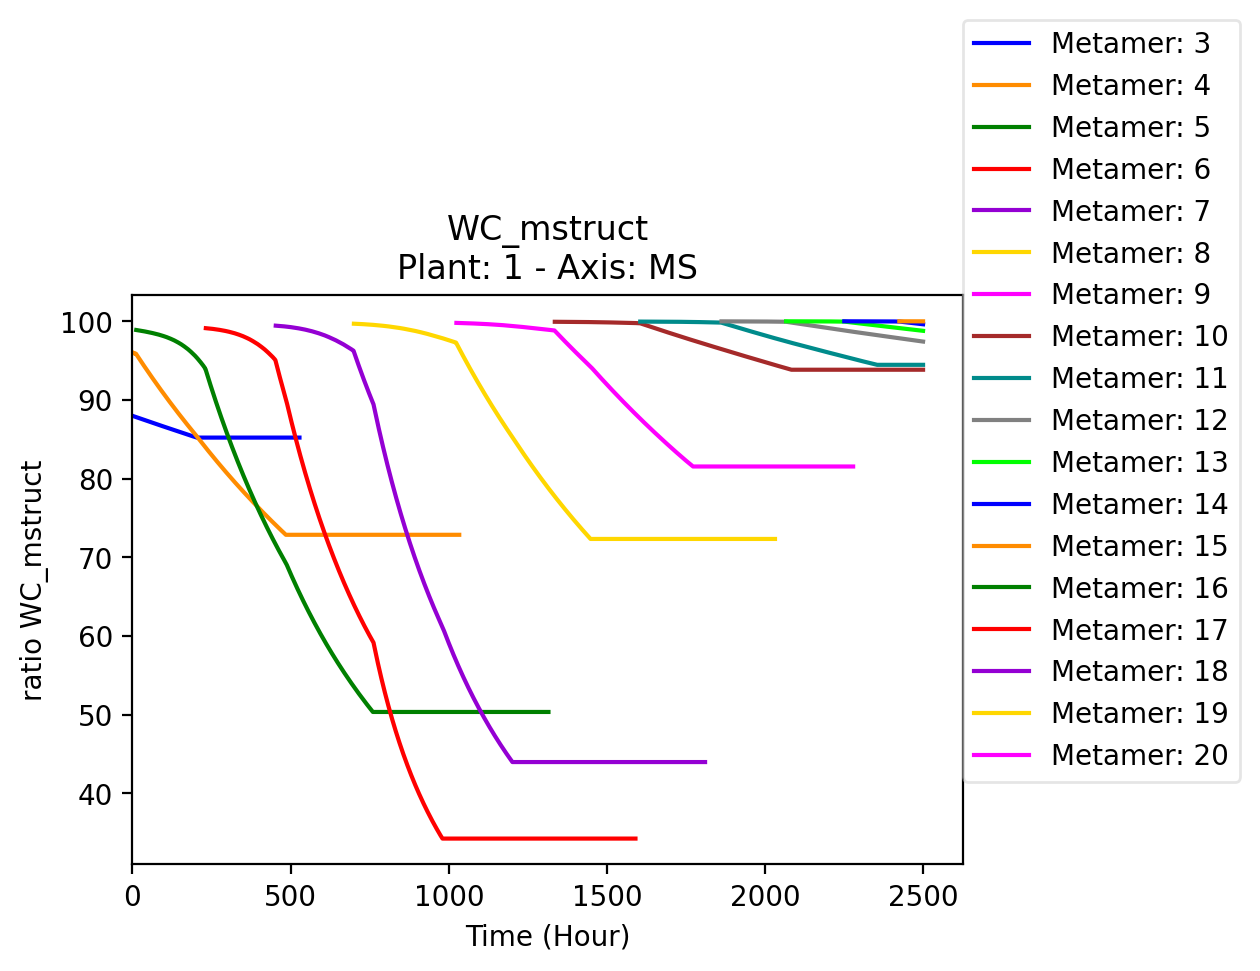 WC_mstruct
Plant: 1 - Axis: MS
ratio WC_mstruct
100
90
80
70
60
50
40
0 500 1000 1500 2000 2500
Time (Hour)
Metamer: 3
Metamer: 4
Metamer: 5
Metamer: 6
Metamer: 7
Metamer: 8
Metamer: 9
Metamer: 10
Metamer: 11
Metamer: 12
Metamer: 13
Metamer: 14
Metamer: 15
Metamer: 16
Metamer: 17
Metamer: 18
Metamer: 19
Metamer: 20